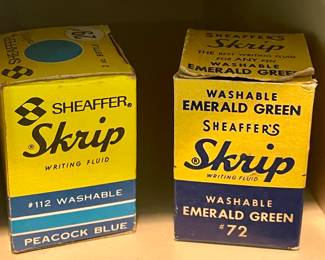 SHEAFFER®
Skrip
®
WRITING FLUID
#112 WASHABLE
PEACOCK BLUE
Sheaffer's
Skrip
THE BEST WRITING FLUID
FOR ANY PEN
WASHABLE
EMERALD GREEN
WASHABLE
EMERALD GREEN
SHEAFFER'S
Skrip
®
WRITING FLUID
WASHABLE
EMERALD GREEN
#72